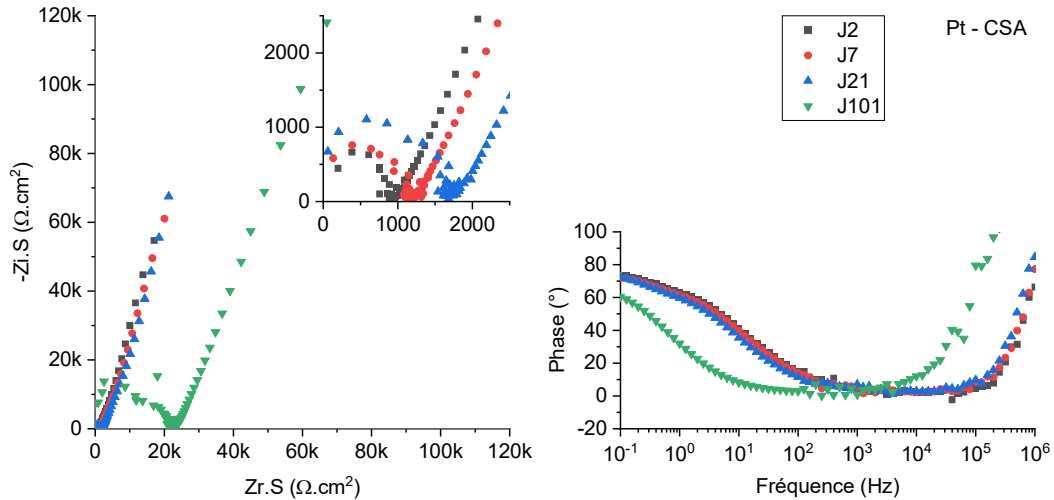 120k
100k
80k
60k
40k
20k
0
-Zi.S (Ω.cm²)
0 20k 40k 60k 80k 100k 120k
Zr.S (Ω.cm²)
2000
1000
0
0 1000 2000
J2
J7
J21
J101
Pt - CSA
100
80
60
40
20
0
-20
Phase (°)
10⁻¹ 10⁰ 10¹ 10² 10³ 10⁴ 10⁵ 10⁶
Fréquence (Hz)